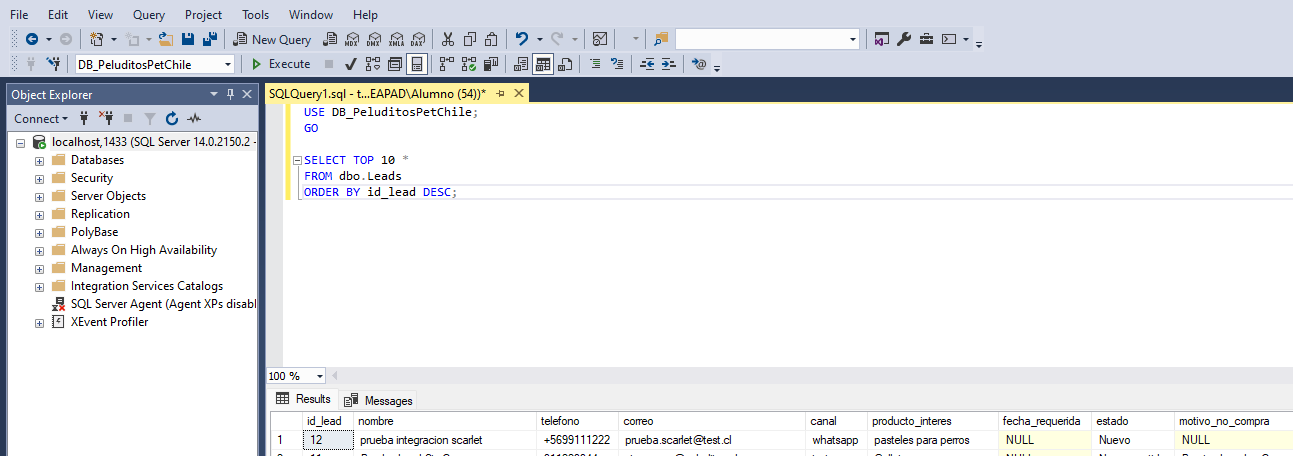 File Edit View Query Project Tools Window Help
New Query MDX DMX XMLA DAX
DB_PeluditosPetChile Execute
Object Explorer
SQLQuery1.sql - t...EAPAD\Alumno (54))*
Connect
localhost,1433 (SQL Server 14.0.2150.2 -
Databases
Security
Server Objects
Replication
PolyBase
Always On High Availability
Management
Integration Services Catalogs
SQL Server Agent (Agent XPs disabl
XEvent Profiler
USE DB_PeluditosPetChile;
GO
SELECT TOP 10 *
FROM dbo.Leads
ORDER BY id_lead DESC;
100 %
Results Messages
id_lead nombre telefono correo canal producto_interes fecha_requerida estado motivo_no_compra
1 12 prueba integracion scarlet +5699111222 prueba.scarlet@test.cl whatsapp pasteles para perros NULL Nuevo NULL